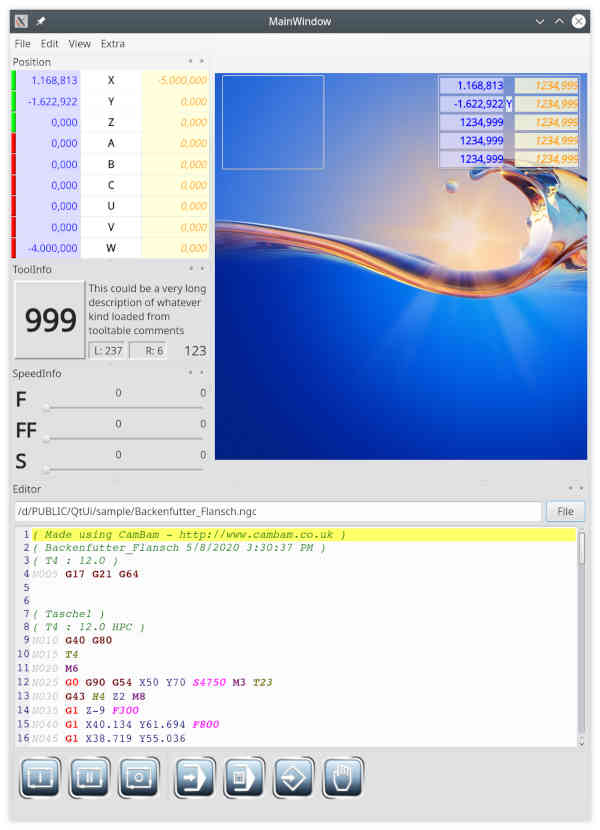 MainWindow
File Edit View Extra
Position
1.168,813 X -5.000,000
-1.622,922 Y 0,000
0,000 Z 0,000
0,000 A 0,000
0,000 B 0,000
0,000 C 0,000
0,000 U 0,000
0,000 V 0,000
-4.000,000 W 0,000
1.168,813 1234,999
-1.622,922 Y 1234,999
1234,999 1234,999
1234,999 1234,999
1234,999 1234,999
ToolInfo
999
This could be a very long
description of whatever
kind loaded from
tooltable comments
L: 237 R: 6 123
SpeedInfo
F 0 0
FF 0 0
S 0 0
Editor
/d/PUBLIC/QtUi/sample/Backenfutter_Flansch.ngc File
1 ( Made using CamBam - http://www.cambam.co.uk )
2 ( Backenfutter_Flansch 5/8/2020 3:30:37 PM )
3 ( T4 : 12.0 )
4 N005 G17 G21 G64
5
6
7 ( Tasche1 )
8 ( T4 : 12.0 HPC )
9 N010 G40 G80
10 N015 T4
11 N020 M6
12 N025 G0 G90 G54 X50 Y70 S4750 M3 T23
13 N030 G43 H4 Z2 M8
14 N035 G1 Z-9 F300
15 N040 G1 X40.134 Y61.694 F800
16 N045 G1 X38.719 Y55.036